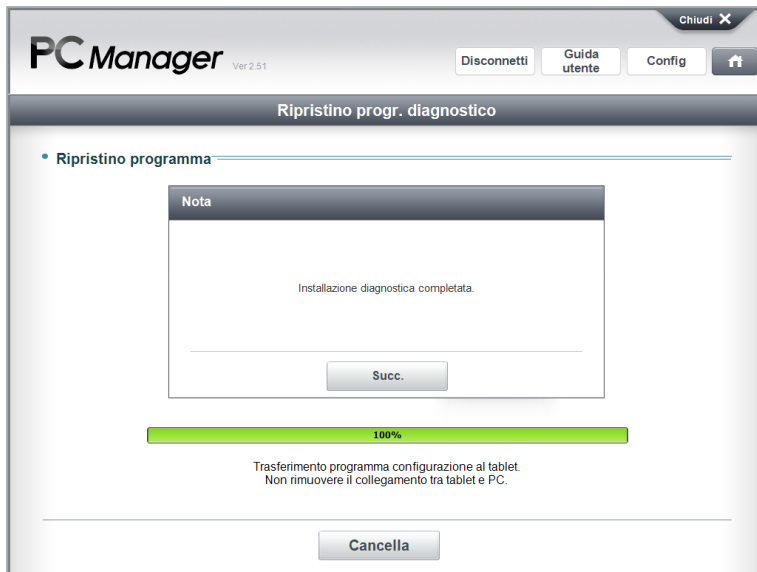 Chiudi X
PC Manager Ver 2.51
Disconnetti
Guida
utente
Config
Ripristino progr. diagnostico
Ripristino programma
Nota
Installazione diagnostica completata.
Succ.
100%
Trasferimento programma configurazione al tablet.
Non rimuovere il collegamento tra tablet e PC.
Cancella